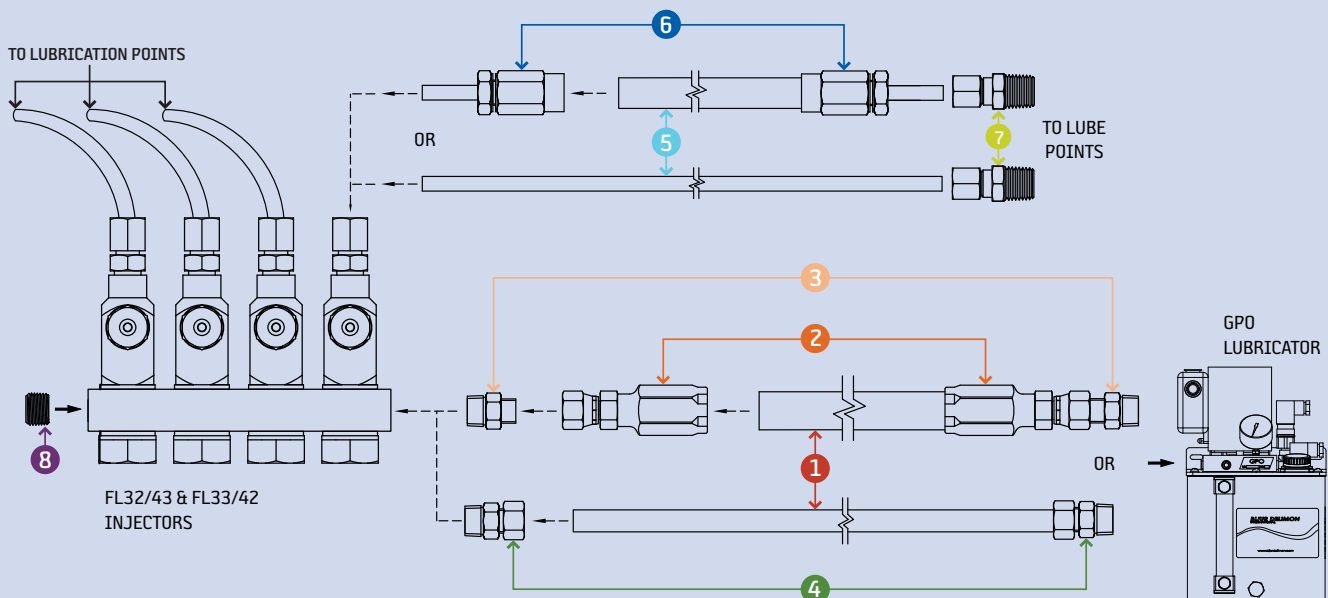 6
TO LUBRICATION POINTS
OR
5
7
TO LUBE
POINTS
3
2
GPO
LUBRICATOR
8
1
OR
GPO
FL32/43 & FL33/42
INJECTORS
4